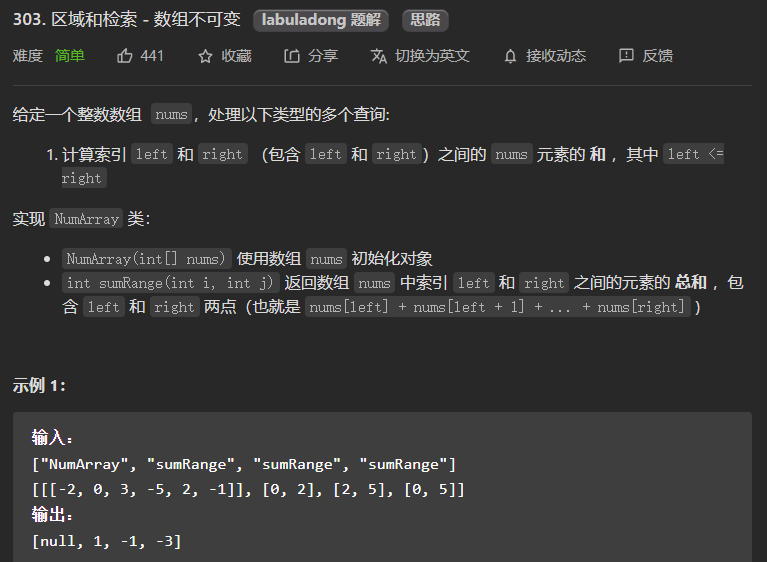 303. 区域和检索 - 数组不可变 labuladong 题解 思路
难度 简单 441 收藏 分享 切换为英文 接收动态 反馈
给定一个整数数组 nums，处理以下类型的多个查询:
1. 计算索引 left 和 right （包含 left 和 right）之间的 nums 元素的 和 ，其中 left <=
right
实现 NumArray 类：
• NumArray(int[] nums) 使用数组 nums 初始化对象
• int sumRange(int i, int j) 返回数组 nums 中索引 left 和 right 之间的元素的 总和 ，包
含 left 和 right 两点（也就是 nums[left] + nums[left + 1] + ... + nums[right] )
示例 1：
输入：
["NumArray", "sumRange", "sumRange", "sumRange"]
[[[-2, 0, 3, -5, 2, -1]], [0, 2], [2, 5], [0, 5]]
输出：
[null, 1, -1, -3]